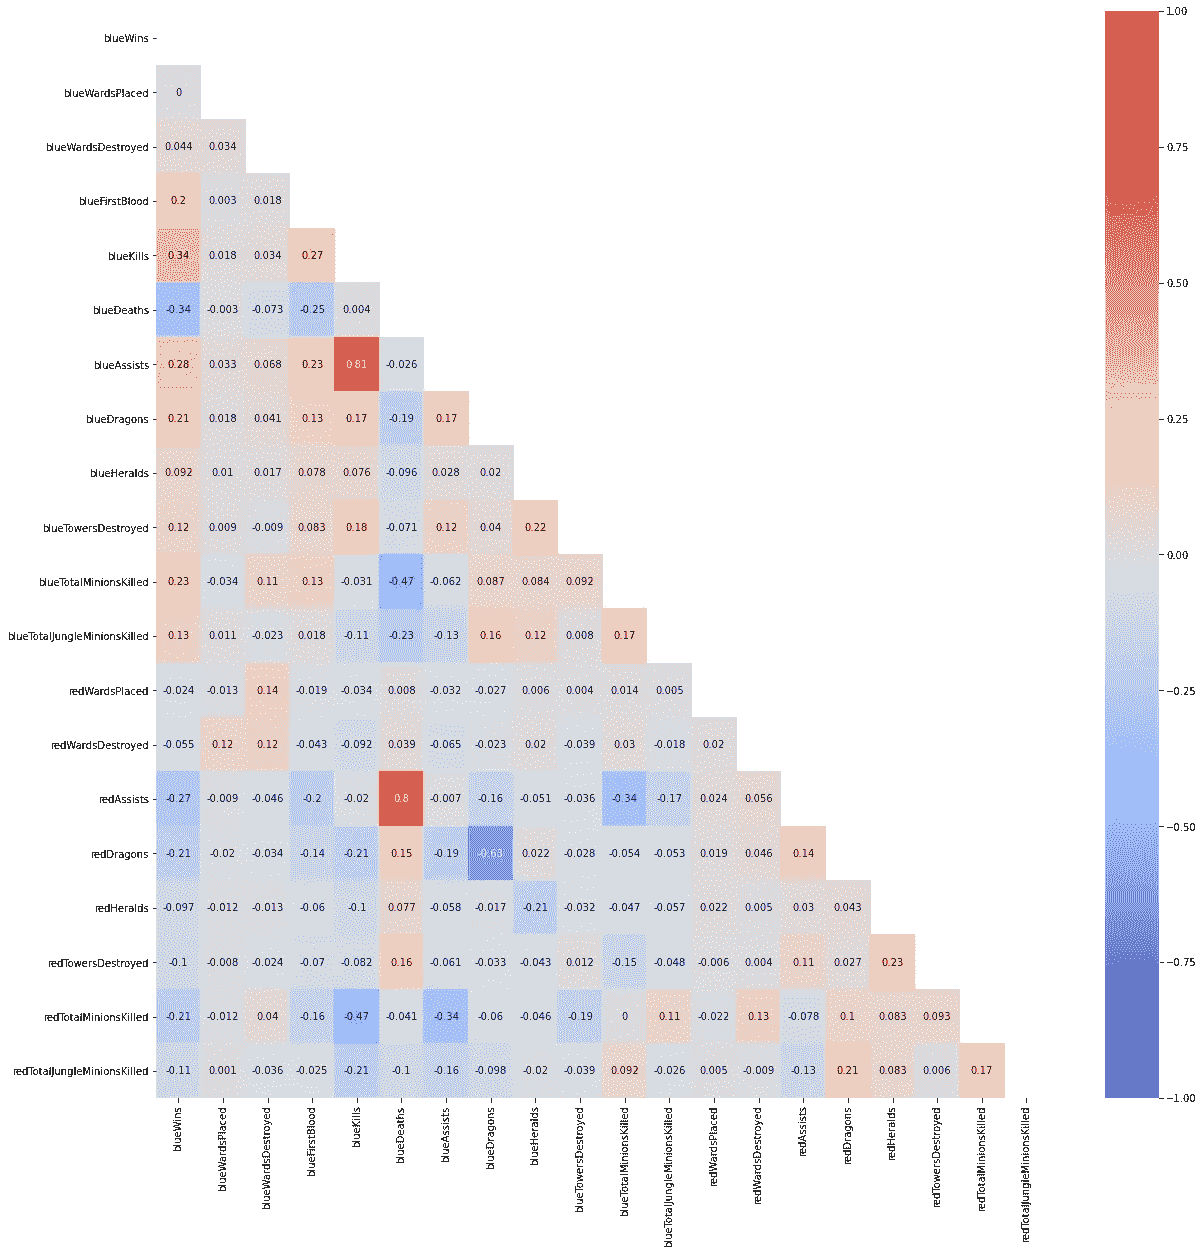 blueWins
blueWardsPlaced 0
blueWardsDestroyed 0.044 0.034
blueFirstBlood 0.2 0.003 0.018
blueKills 0.34 0.018 0.034 0.27
blueDeaths -0.34 -0.003 -0.073 -0.25 0.004
blueAssists 0.28 0.033 0.068 0.23 0.81 -0.026
blueDragons 0.21 0.018 0.041 0.13 0.17 -0.19 0.17
blueHeralds 0.092 0.01 0.017 0.078 0.076 -0.096 0.028 0.02
blueTowersDestroyed 0.12 0.009 -0.009 0.083 0.18 -0.071 0.12 0.04 0.22
blueTotalMinionsKilled 0.23 -0.034 0.11 0.13 -0.031 -0.47 -0.062 0.087 0.084 0.092
blueTotalJungleMinionsKilled 0.13 0.011 -0.023 0.018 -0.11 -0.23 -0.13 0.16 0.12 0.008 0.17
redWardsPlaced -0.024 -0.013 0.14 -0.019 -0.034 0.008 -0.032 -0.027 0.006 0.004 0.014 0.005
redWardsDestroyed -0.055 0.12 0.12 -0.043 -0.092 0.039 -0.065 -0.023 0.02 -0.039 0.03 -0.018 0.02
redAssists -0.27 -0.009 -0.046 -0.2 -0.02 0.8 -0.007 -0.16 -0.051 -0.036 -0.34 -0.17 0.024 0.056
redDragons -0.21 -0.02 -0.034 -0.14 -0.21 0.15 -0.19 -0.63 0.022 -0.028 -0.054 -0.053 0.019 0.046 0.14
redHeralds -0.097 -0.012 -0.013 -0.06 -0.1 0.077 -0.058 -0.017 -0.21 -0.032 -0.047 -0.057 0.022 0.005 0.03 0.043
redTowersDestroyed -0.1 -0.008 -0.024 -0.07 -0.082 0.16 -0.061 -0.033 -0.043 0.012 -0.15 -0.048 -0.006 0.004 0.11 0.027 0.23
redTotalMinionsKilled -0.21 -0.012 0.04 -0.16 -0.47 -0.041 -0.34 -0.06 -0.046 -0.19 0 0.11 -0.022 0.13 -0.078 0.1 0.083 0.093
redTotalJungleMinionsKilled -0.11 0.001 -0.036 -0.025 -0.21 -0.1 -0.16 -0.098 -0.02 -0.039 0.092 -0.026 0.005 -0.009 -0.13 0.21 0.083 0.006 0.17
blueWins
blueWardsPlaced
blueWardsDestroyed
blueFirstBlood
blueKills
blueDeaths
blueAssists
blueDragons
blueHeralds
blueTowersDestroyed
blueTotalMinionsKilled
blueTotalJungleMinionsKilled
redWardsPlaced
redWardsDestroyed
redAssists
redDragons
redHeralds
redTowersDestroyed
redTotalMinionsKilled
redTotalJungleMinionsKilled
1.00
0.75
0.50
0.25
0.00
-0.25
-0.50
-0.75
-1.00